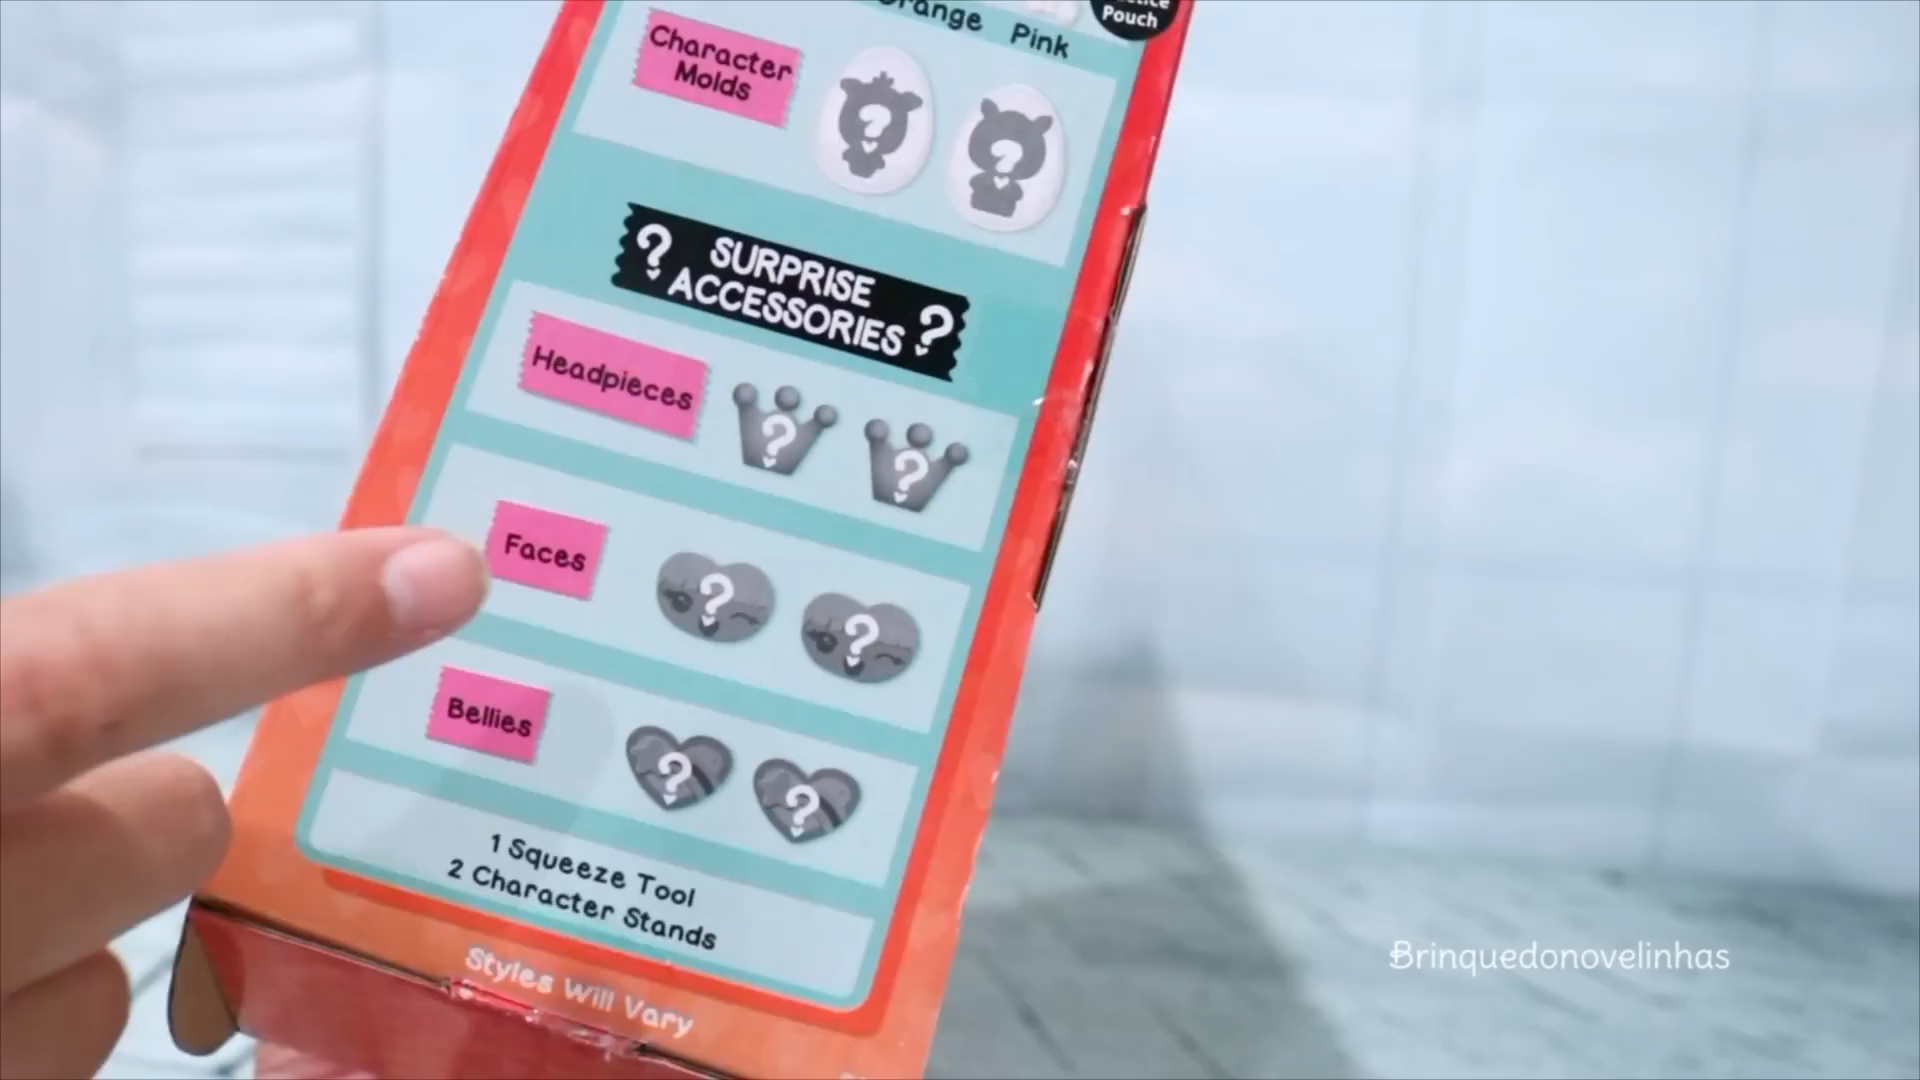 Pouch
Orange Pink
Character
Molds
?
?
? SURPRISE
ACCESSORIES ?
Headpieces
?
?
Faces
?
?
Bellies
?
?
1 Squeeze Tool
2 Character Stands
Styles Will Vary
Brinquedonovelinhas